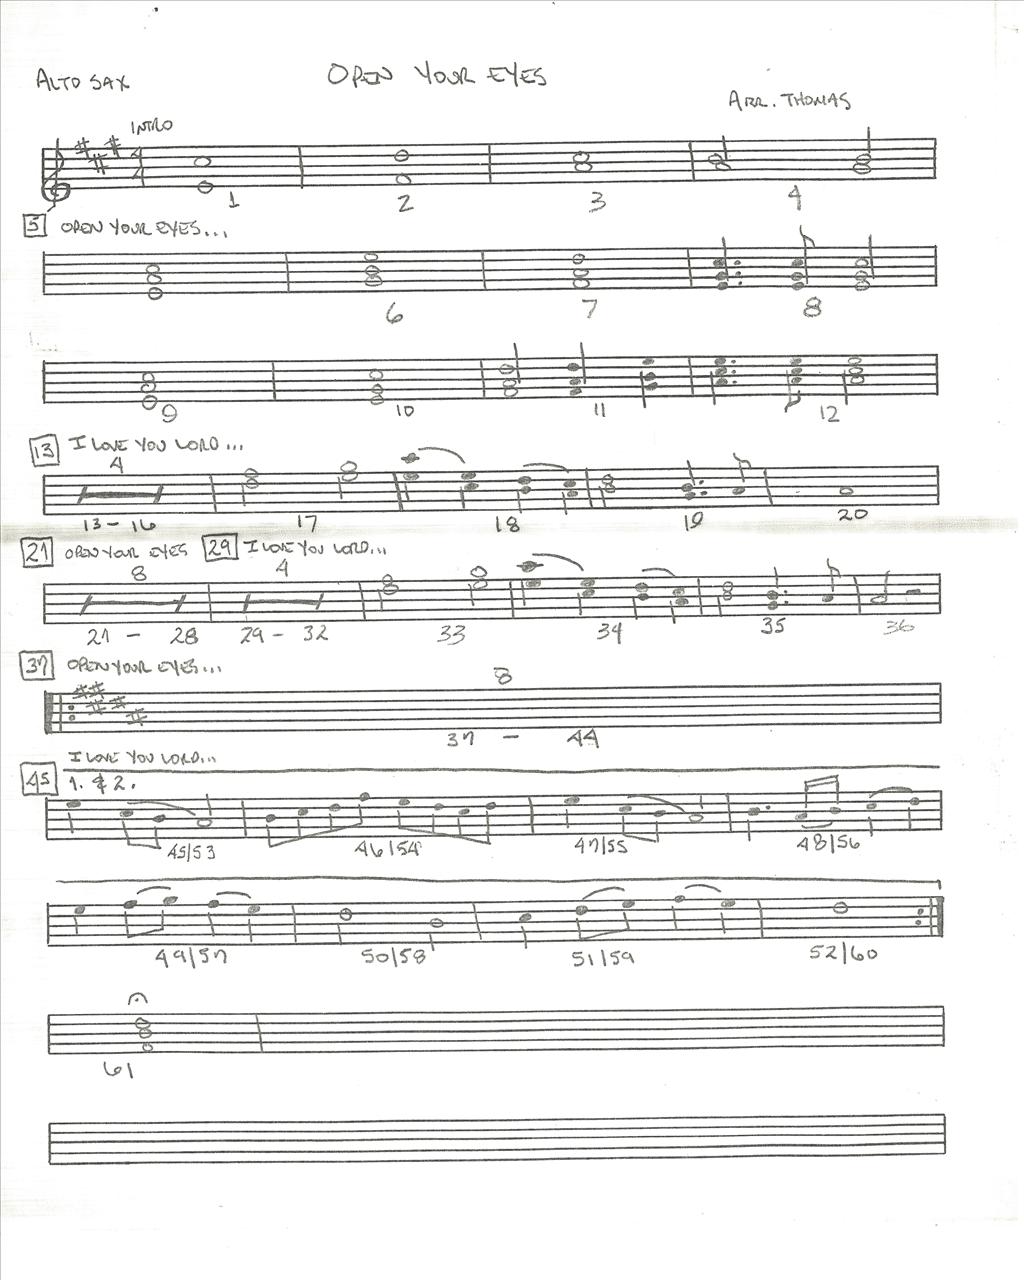 OPEN YOUR EYES
ALTO SAX
ARR. THOMAS
INTRO
4
4
1 2 3 4
5 OPEN YOUR EYES...
6 7 8
9 10 11 12
13 I LOVE YOU LORD...
4
13-16 17 18 19 20
21 OPEN YOUR EYES 29 I LOVE YOU LORD...
8 4
21 - 28 29 - 32 33 34 35 36
37 OPEN YOUR EYES...
8
37 - 44
I LOVE YOU LORD...
45 1. & 2.
45/53 46/54 47/55 48/56
49/57 50/58 51/59 52/60
61